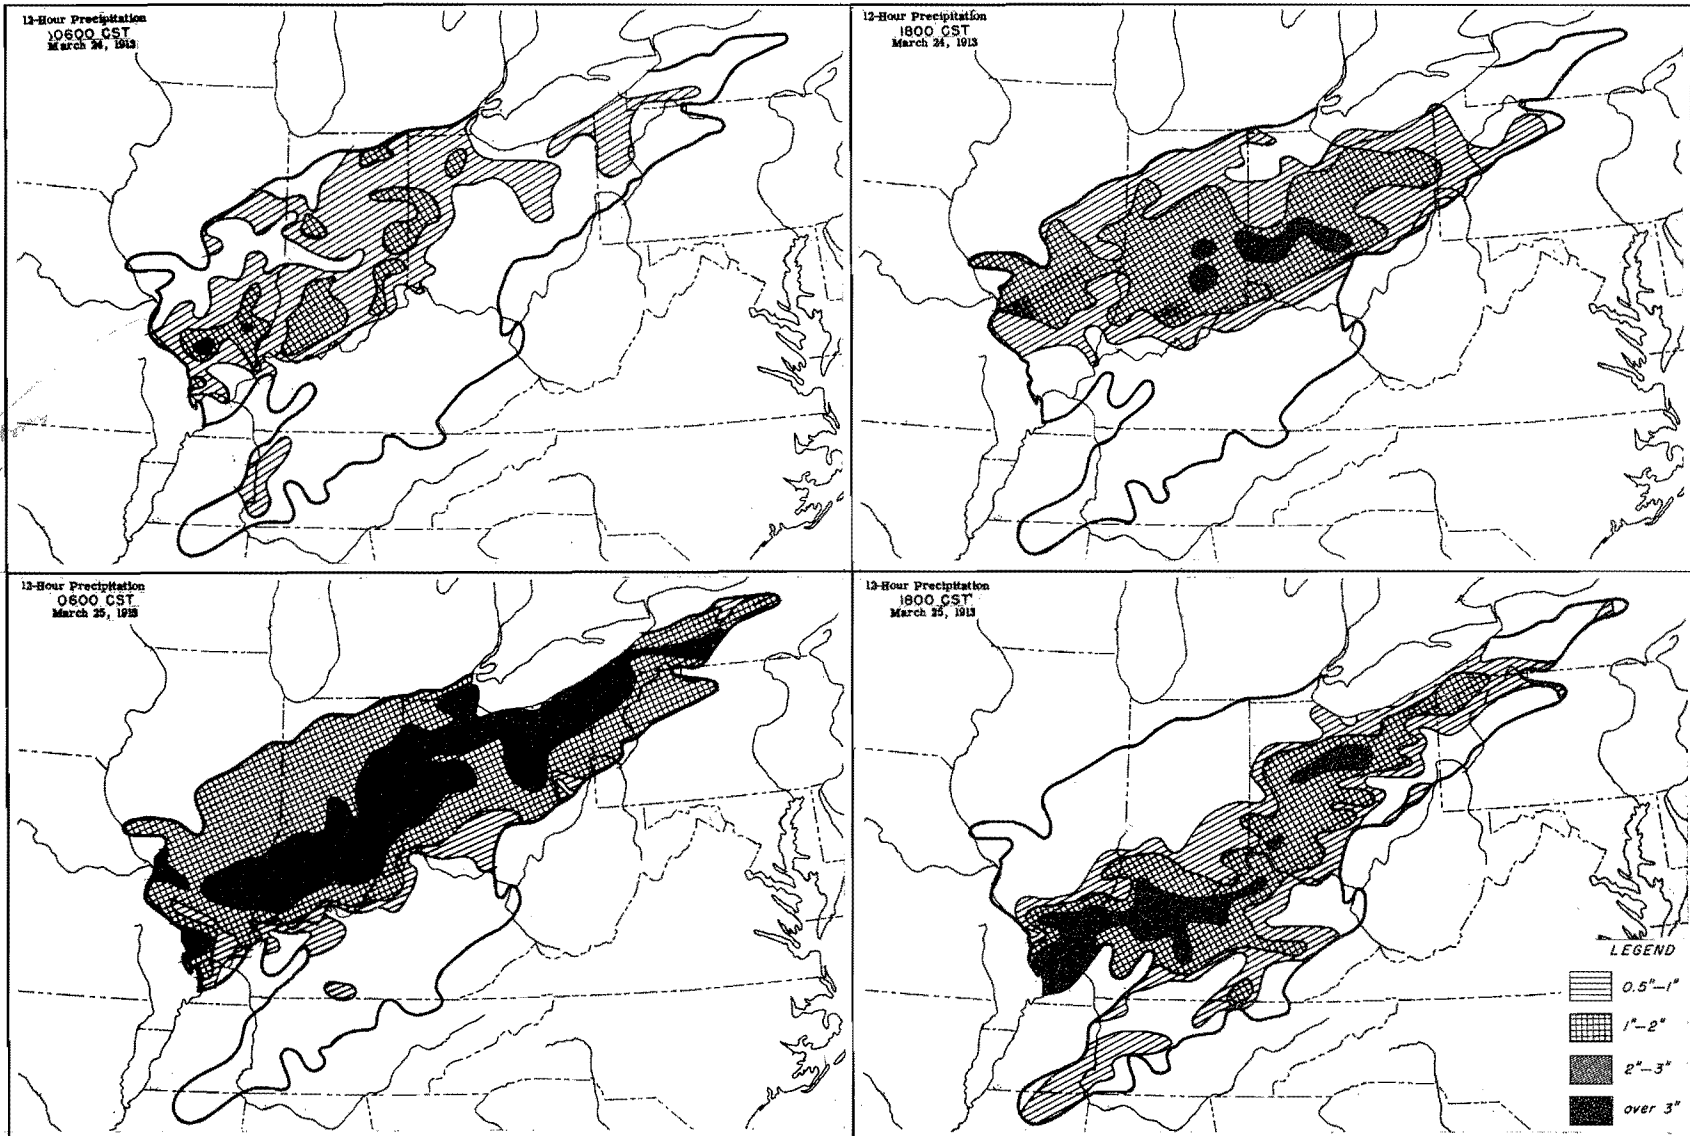 12-Hour Precipitation
0600 CST
March 24, 1913
12-Hour Precipitation
1800 CST
March 24, 1913
12-Hour Precipitation
0600 CST
March 25, 1913
12-Hour Precipitation
1800 CST
March 25, 1913
LEGEND
0.5"–1"
1"–2"
2"–3"
over 3"